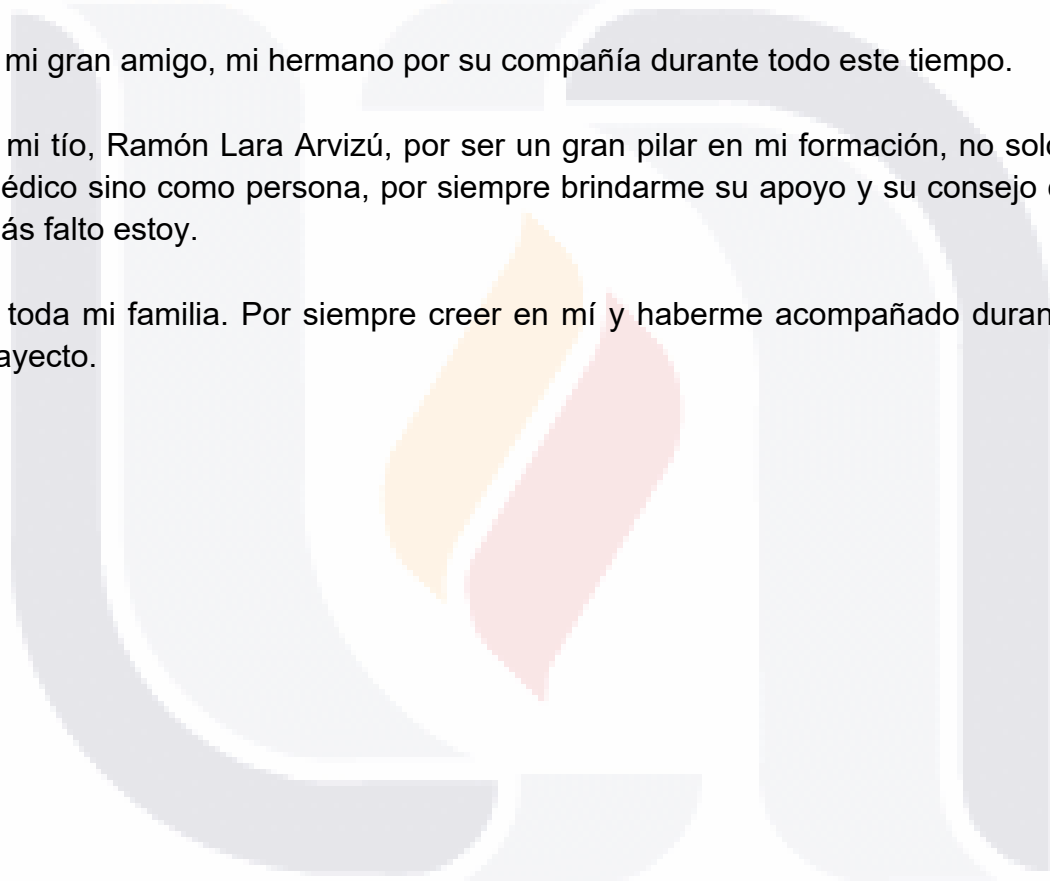 mi gran amigo, mi hermano por su compañía durante todo este tiempo.
mi tío, Ramón Lara Arvizú, por ser un gran pilar en mi formación, no solo
édico sino como persona, por siempre brindarme su apoyo y su consejo
ás falto estoy.
toda mi familia. Por siempre creer en mí y haberme acompañado duran
ayecto.